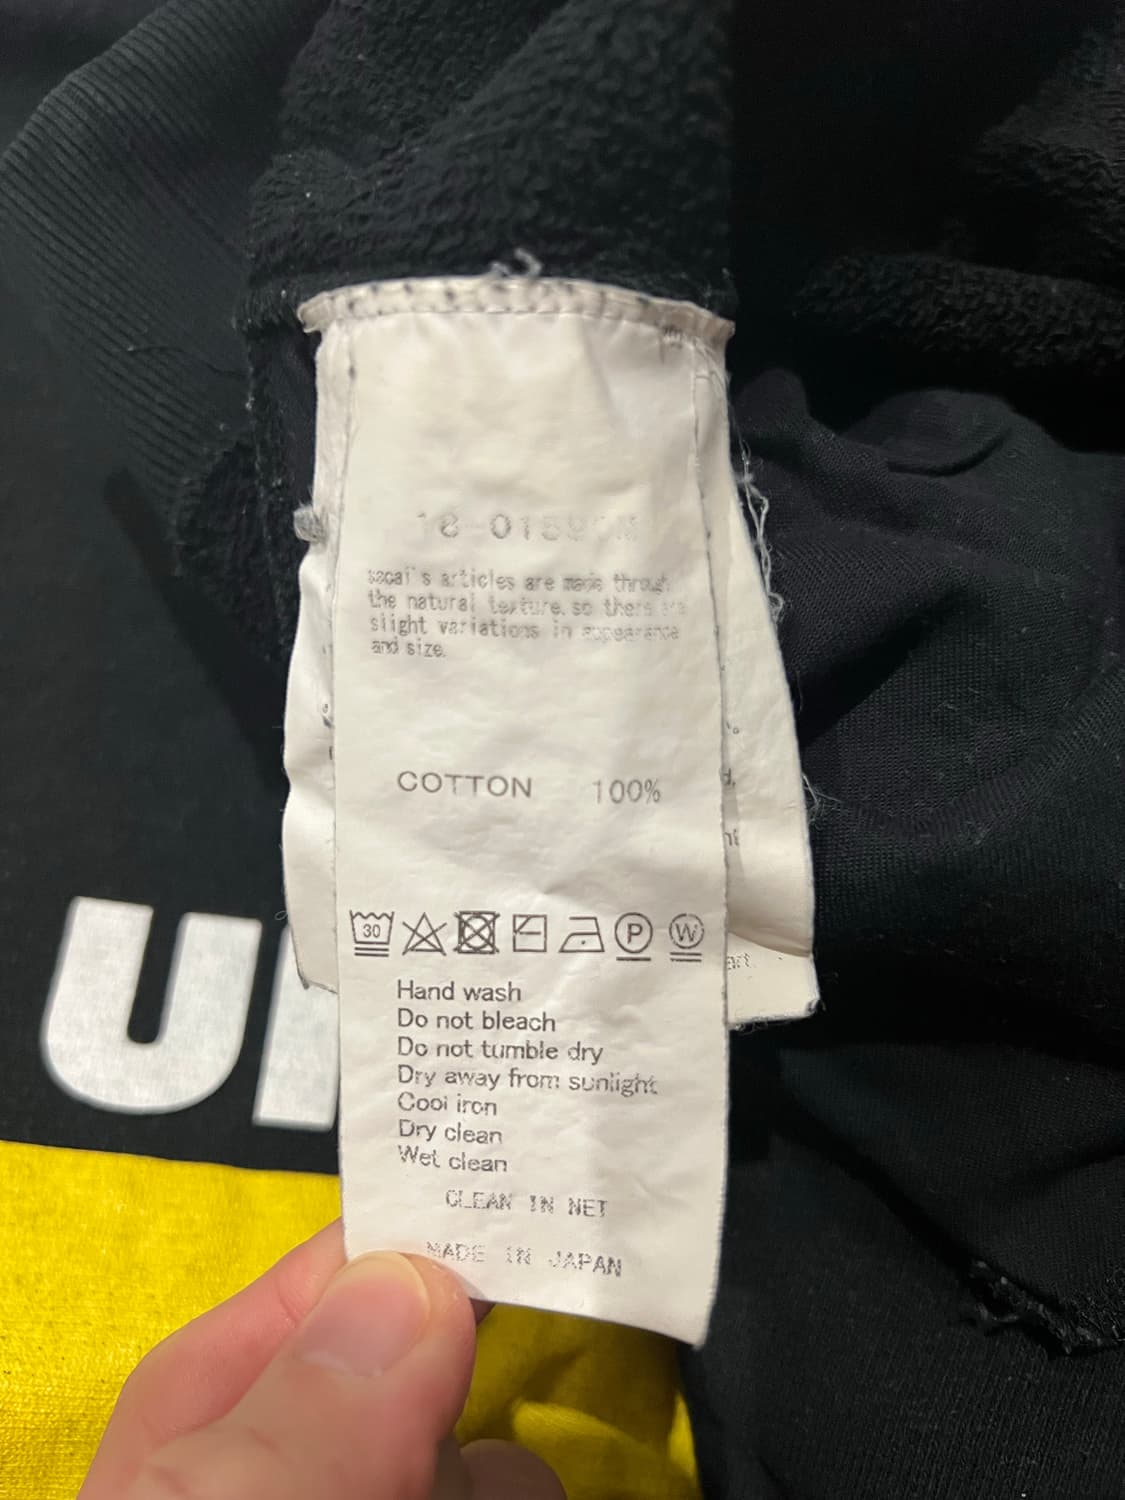 sacai's articles are made through
the natural texture, so there are
slight variations in appearance
and size.
COTTON 100%
30
P
W
Hand wash
Do not bleach
Do not tumble dry
Dry away from sunlight
Cool iron
Dry clean
Wet clean
CLEAN IN NET
MADE IN JAPAN